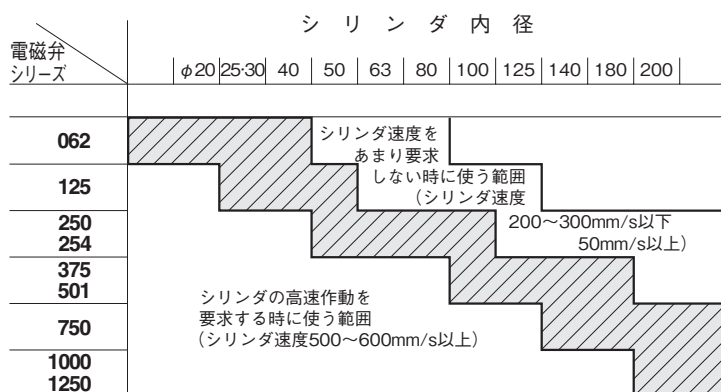 シリンダ内径
電磁弁
シリーズ
φ20 25·30 40 50 63 80 100 125 140 180 200
062
125
250
254
375
501
750
1000
1250
シリンダ速度を
あまり要求
しない時に使う範囲
(シリンダ速度
200〜300mm/s以下
50mm/s以上)
シリンダの高速作動を
要求する時に使う範囲
(シリンダ速度500〜600mm/s以上)